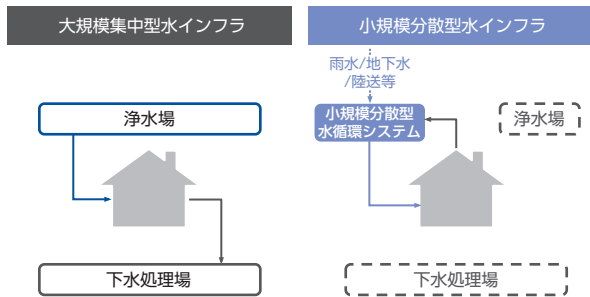 大規模集中型水インフラ
浄水場
下水処理場
小規模分散型水インフラ
雨水/地下水
/陸送等
小規模分散型
水循環システム
浄水場
下水処理場